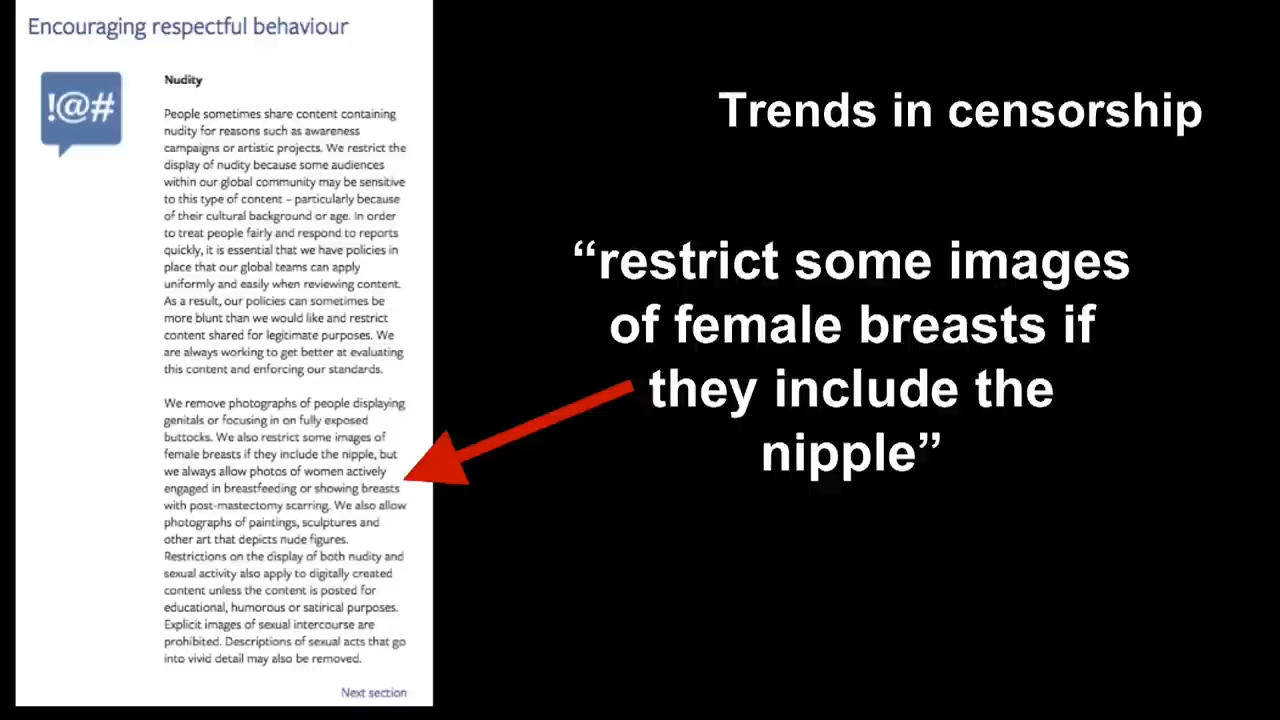 Encouraging respectful behaviour
!@#
Nudity
People sometimes share content containing
nudity for reasons such as awareness
campaigns or artistic projects. We restrict the
display of nudity because some audiences
within our global community may be sensitive
to this type of content – particularly because
of their cultural background or age. In order
to treat people fairly and respond to reports
quickly, it is essential that we have policies in
place that our global teams can apply
uniformly and easily when reviewing content.
As a result, our policies can sometimes be
more blunt than we would like and restrict
content shared for legitimate purposes. We
are always working to get better at evaluating
this content and enforcing our standards.
We remove photographs of people displaying
genitals or focusing in on fully exposed
buttocks. We also restrict some images of
female breasts if they include the nipple, but
we always allow photos of women actively
engaged in breastfeeding or showing breasts
with post-mastectomy scarring. We also allow
photographs of paintings, sculptures and
other art that depicts nude figures.
Restrictions on the display of both nudity and
sexual activity also apply to digitally created
content unless the content is posted for
educational, humorous or satirical purposes.
Explicit images of sexual intercourse are
prohibited. Descriptions of sexual acts that go
into vivid detail may also be removed.
Next section
Trends in censorship
“restrict some images
of female breasts if
they include the
nipple”